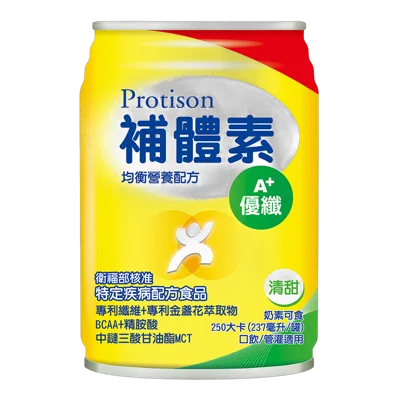 Protison
補體素
均衡營養配方
A+
優纖
衛福部核准
特定疾病配方食品
專利纖維+專利金盞花萃取物
BCAA+精胺酸
中鏈三酸甘油酯MCT
清甜
奶素可食
250大卡(237毫升/罐)
口飲/管灌適用